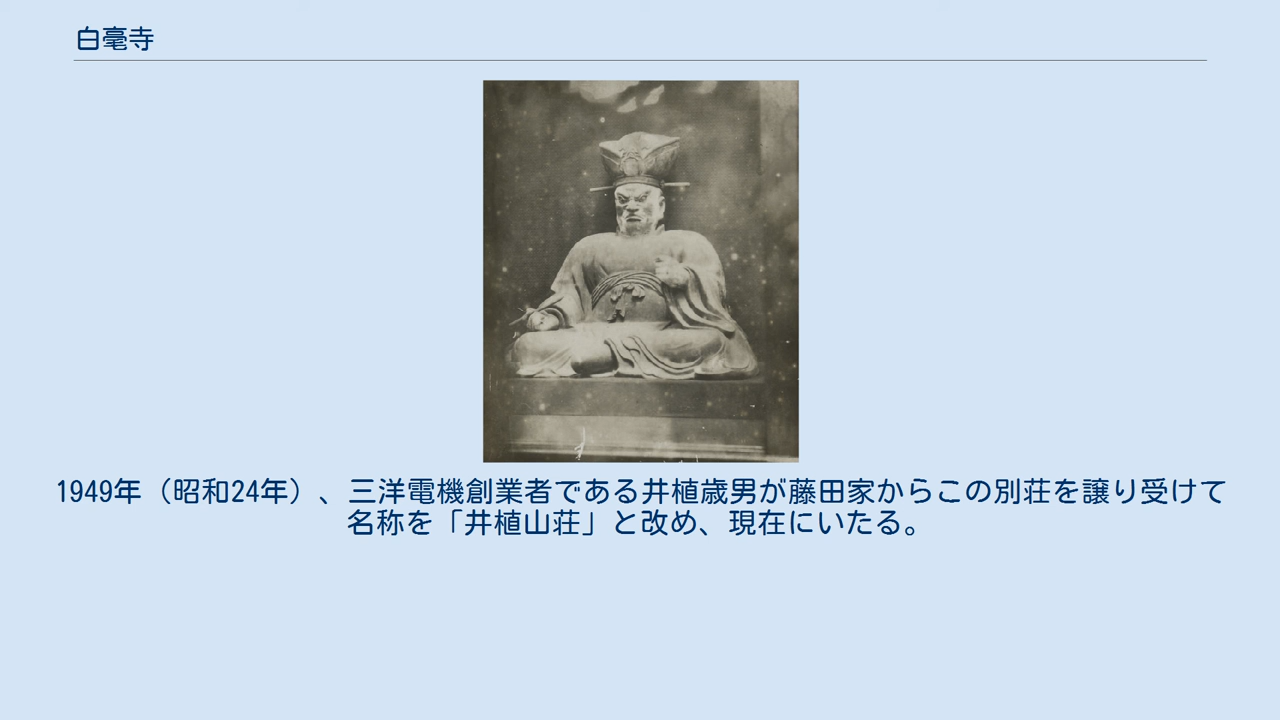 白毫寺
1949年（昭和24年）、三洋電機創業者である井植歳男が藤田家からこの別荘を譲り受けて
名称を「井植山荘」と改め、現在にいたる。